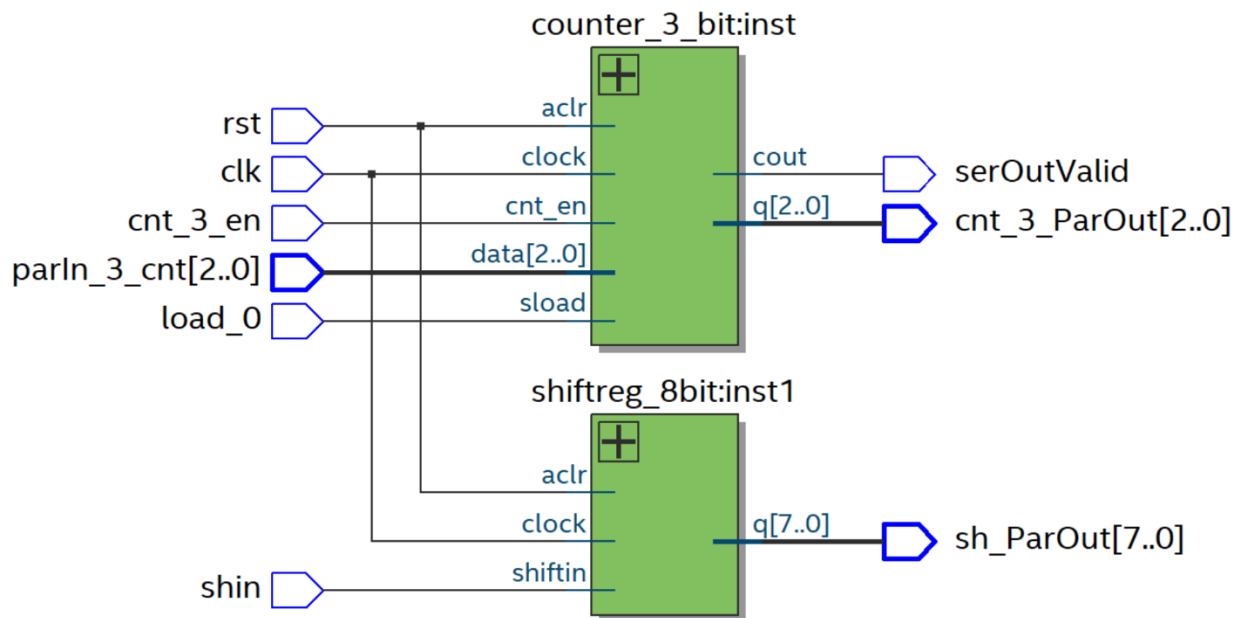 counter_3_bit:inst
rst
aclr
clk
clock
cout
serOutValid
cnt_3_en
cnt_en
q[2..0]
cnt_3_ParOut[2..0]
parIn_3_cnt[2..0]
data[2..0]
load_0
sload
shiftreg_8bit:inst1
aclr
clock
q[7..0]
sh_ParOut[7..0]
shin
shiftin